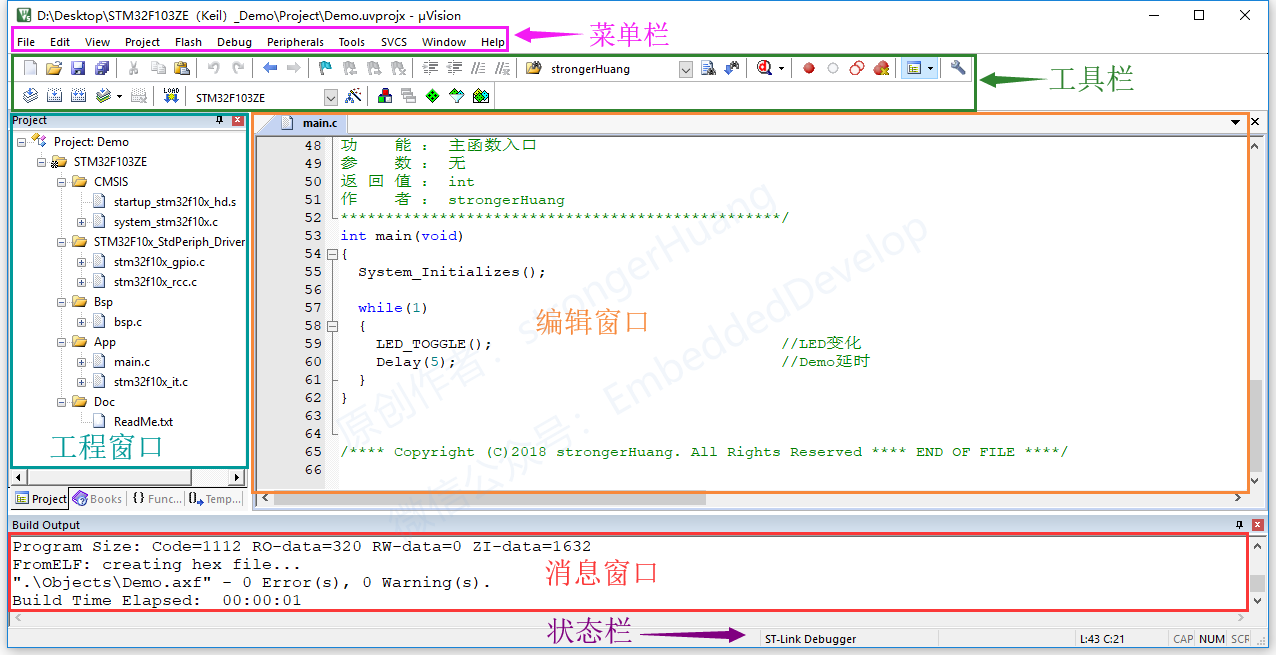 D:\Desktop\STM32F103ZE（Keil）_Demo\Project\Demo.uvprojx - µVision
File Edit View Project Flash Debug Peripherals Tools SVCS Window Help
菜单栏
strongerHuang
工具栏
LOAD
STM32F103ZE
Project
main.c
Project: Demo
STM32F103ZE
CMSIS
startup_stm32f10x_hd.s
system_stm32f10x.c
STM32F10x_StdPeriph_Driver
stm32f10x_gpio.c
stm32f10x_rcc.c
Bsp
bsp.c
App
main.c
stm32f10x_it.c
Doc
ReadMe.txt
工程窗口
Project Books {} Func... Temp...
48 功 能 ： 主函数入口
49 参 数 ： 无
50 返 回 值 ： int
51 作 者 ： strongerHuang
52 *************************************************/
53 int main(void)
54 {
55 System_Initializes();
56
57 while(1)
58 {
59 LED_TOGGLE(); //LED变化
60 Delay(5); //Demo延时
61 }
62 }
63
64
65 /**** Copyright (C)2018 strongerHuang. All Rights Reserved **** END OF FILE ****/
66
编辑窗口
原创作者：strongerHuang
微信公众号：EmbeddedDevelop
Build Output
Program Size: Code=1112 RO-data=320 RW-data=0 ZI-data=1632
FromELF: creating hex file...
".\Objects\Demo.axf" - 0 Error(s), 0 Warning(s).
Build Time Elapsed: 00:00:01
消息窗口
状态栏
ST-Link Debugger L:43 C:21 CAP NUM SCR